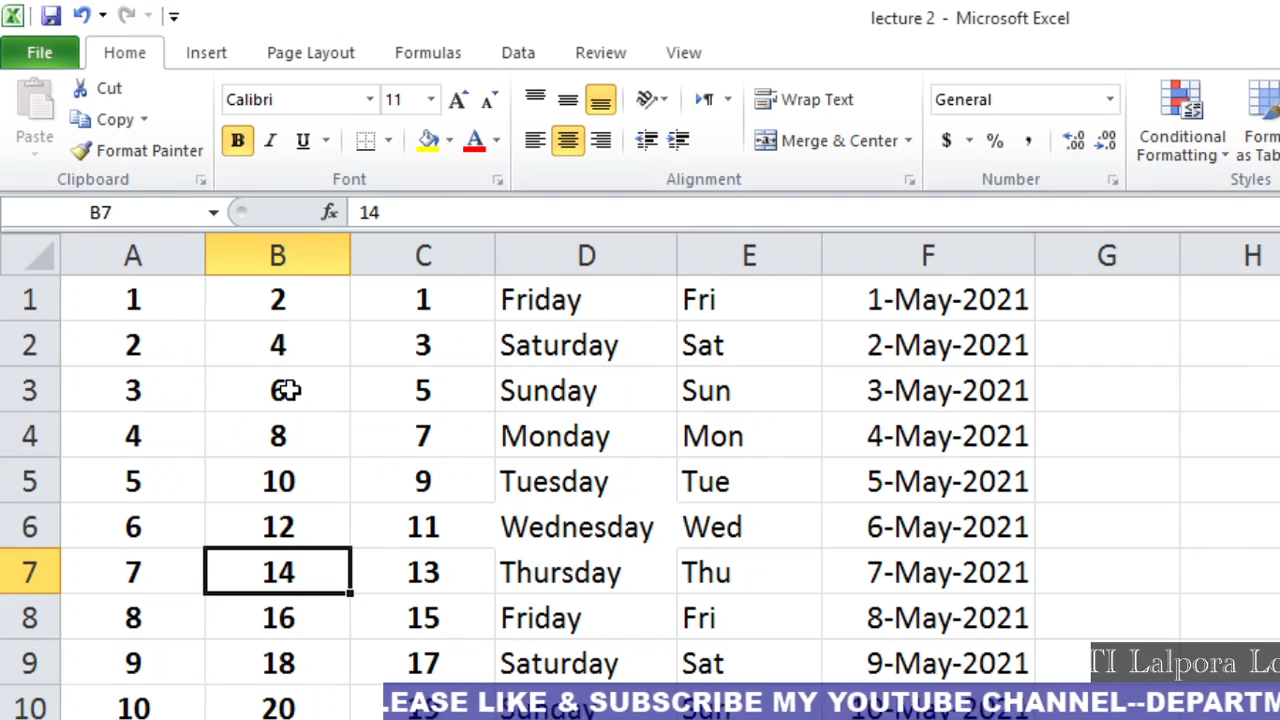 lecture 2 - Microsoft Excel
File Home Insert Page Layout Formulas Data Review View
Paste
Cut
Copy
Format Painter
Clipboard
Calibri 11
B I U
Font
Wrap Text
Merge & Center
Alignment
General
$ % ,
Number
Conditional Formatting
as Tab
Styles
B7 fx 14
A B C D E F G H
1 1 2 1 Friday Fri 1-May-2021
2 2 4 3 Saturday Sat 2-May-2021
3 3 6 5 Sunday Sun 3-May-2021
4 4 8 7 Monday Mon 4-May-2021
5 5 10 9 Tuesday Tue 5-May-2021
6 6 12 11 Wednesday Wed 6-May-2021
7 7 14 13 Thursday Thu 7-May-2021
8 8 16 15 Friday Fri 8-May-2021
9 9 18 17 Saturday Sat 9-May-2021
TI Lalpora Lo
10 10 20
LEASE LIKE & SUBSCRIBE MY YOUTUBE CHANNEL--DEPARTM